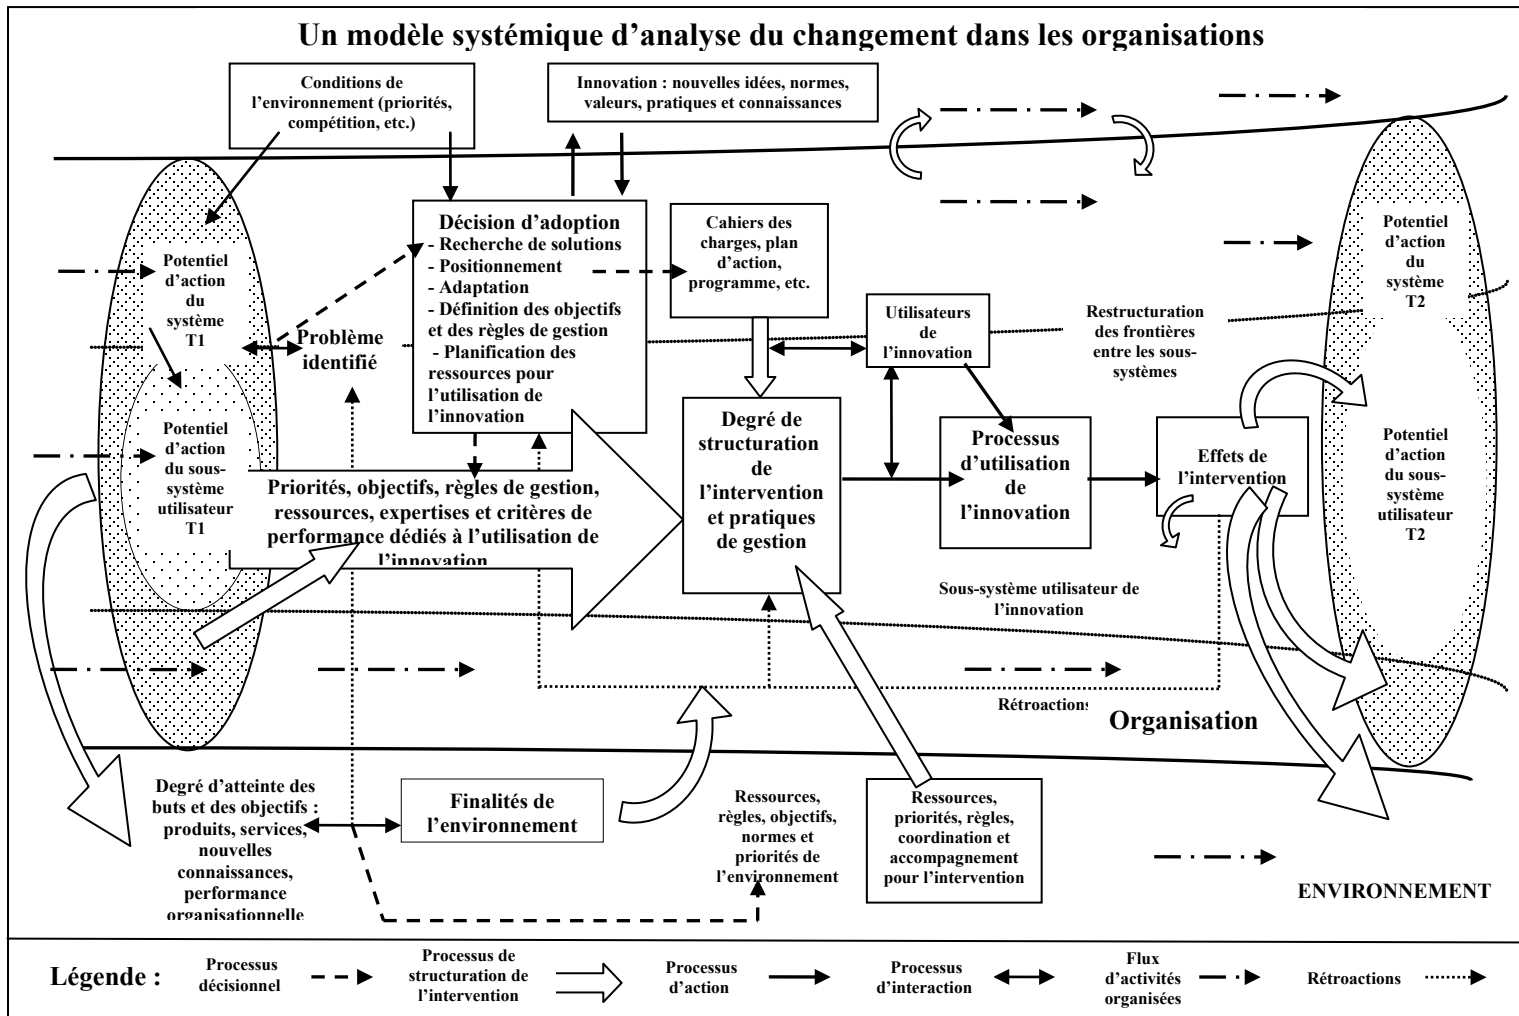 Un modèle systémique d'analyse du changement dans les organisations
Conditions de
l'environnement (priorités,
compétition, etc.)
Innovation : nouvelles idées, normes,
valeurs, pratiques et connaissances
Décision d'adoption
- Recherche de solutions
- Positionnement
- Adaptation
- Définition des objectifs
et des règles de gestion
- Planification des
ressources pour
l'utilisation de
l'innovation
Cahiers des
charges, plan
d'action,
programme, etc.
Potentiel
d'action
du
système
T1
Problème
identifié
Utilisateurs
de
l'innovation
Restructuration
des frontières
entre les sous-
systèmes
Potentiel
d'action
du
système
T2
Potentiel
d'action
du sous-
système
utilisateur
T1
Priorités, objectifs, règles de gestion,
ressources, expertises et critères de
performance dédiés à l'utilisation de
l'innovation
Degré de
structuration
de
l'intervention
et pratiques
de gestion
Processus
d'utilisation
de
l'innovation
Effets de
l'intervention
Potentiel
d'action
du sous-
système
utilisateur
T2
Sous-système utilisateur de
l'innovation
Rétroactions
Organisation
Degré d'atteinte des
buts et des objectifs :
produits, services,
nouvelles
connaissances,
performance
organisationnelle
Finalités de
l'environnement
Ressources,
règles, objectifs,
normes et
priorités de
l'environnement
Ressources,
priorités, règles,
coordination et
accompagnement
pour l'intervention
ENVIRONNEMENT
Légende :
Processus
décisionnel
Processus de
structuration de
l'intervention
Processus
d'action
Processus
d'interaction
Flux
d'activités
organisées
Rétroactions